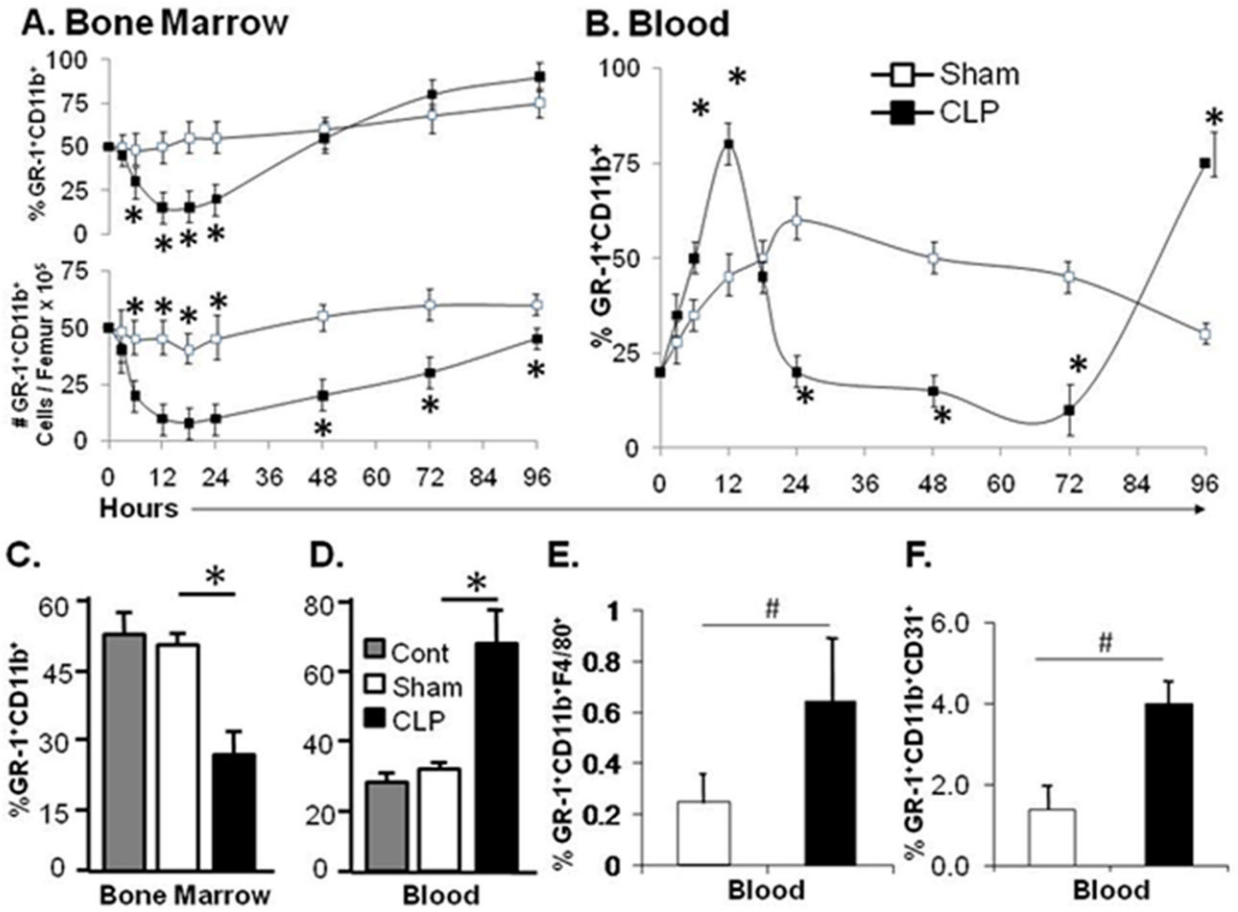 A. Bone Marrow
B. Blood
% GR-1⁺CD11b⁺
100
75
50
25
0
*
* * *
# GR-1⁺CD11b⁺
Cells / Femur x 10⁵
75
50
25
0
* * * *
* * *
0 12 24 36 48 60 72 84 96
Hours
% GR-1⁺CD11b⁺
100
75
50
25
0
* *
* * * *
Sham
CLP
0 12 24 36 48 60 72 84 96
C.
%GR-1⁺CD11b⁺
60
45
30
15
0
*
Bone Marrow
D.
80
60
40
20
0
*
Cont
Sham
CLP
Blood
E.
% GR-1⁺CD11b⁺F4/80⁺
1
0.8
0.6
0.4
0.2
0
#
Blood
F.
% GR-1⁺CD11b⁺CD31⁺
6.0
4.0
2.0
0.0
#
Blood